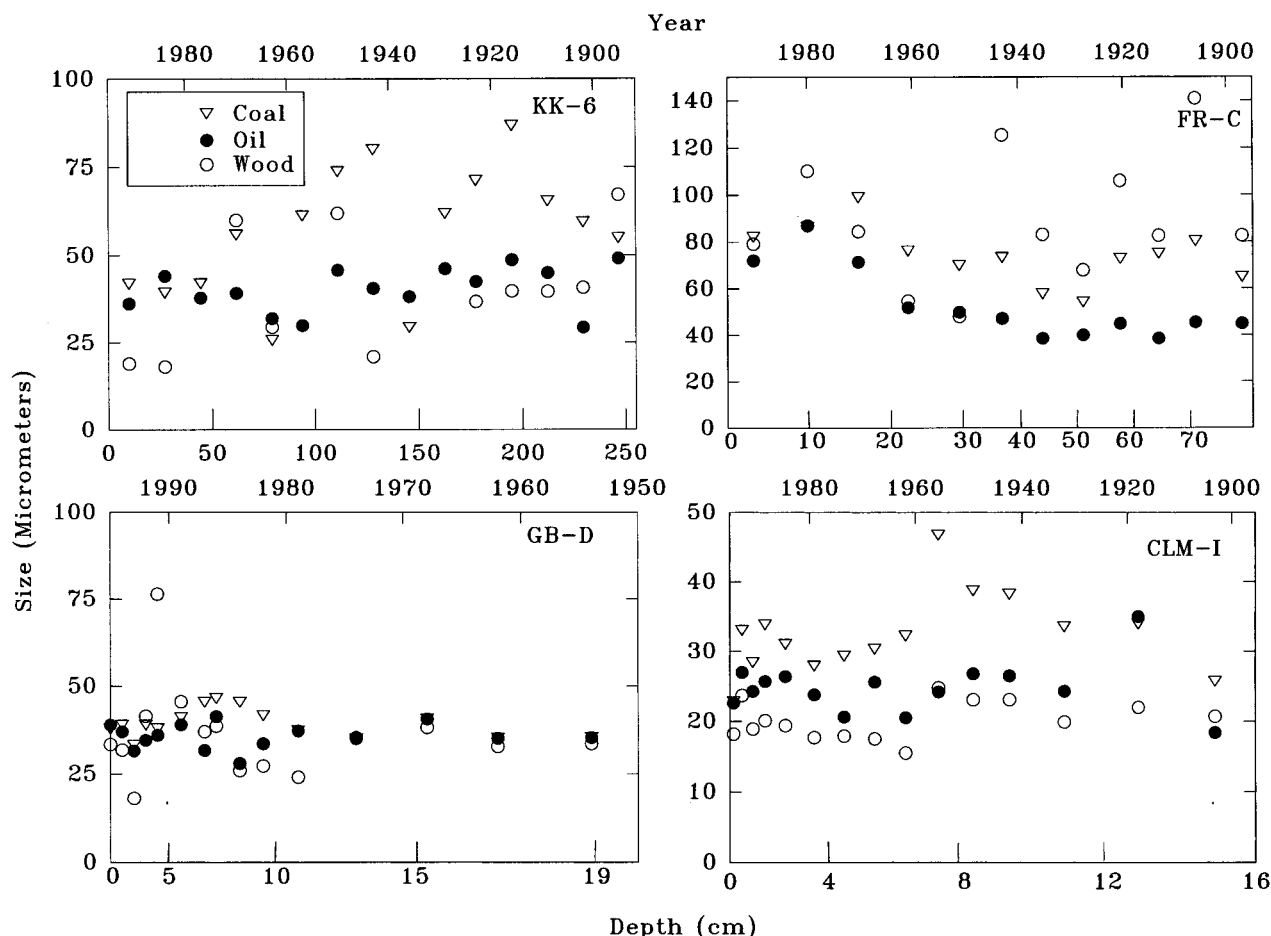 Year
1980 1960 1940 1920 1900
1980 1960 1940 1920 1900
100
75
50
25
0
Coal
Oil
Wood
KK-6
0 50 100 150 200 250
140
120
100
80
60
40
20
0
FR-C
0 10 20 30 40 50 60 70
Size (Micrometers)
1990 1980 1970 1960 1950
100
75
50
25
0
GB-D
0 5 10 15 19
1980 1960 1940 1920 1900
50
40
30
20
10
0
CLM-I
0 4 8 12 16
Depth (cm)